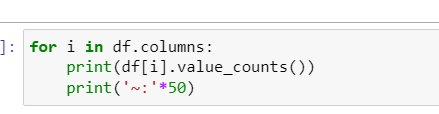 ]: for i in df.columns:
print(df[i].value_counts())
print('~:'*50)